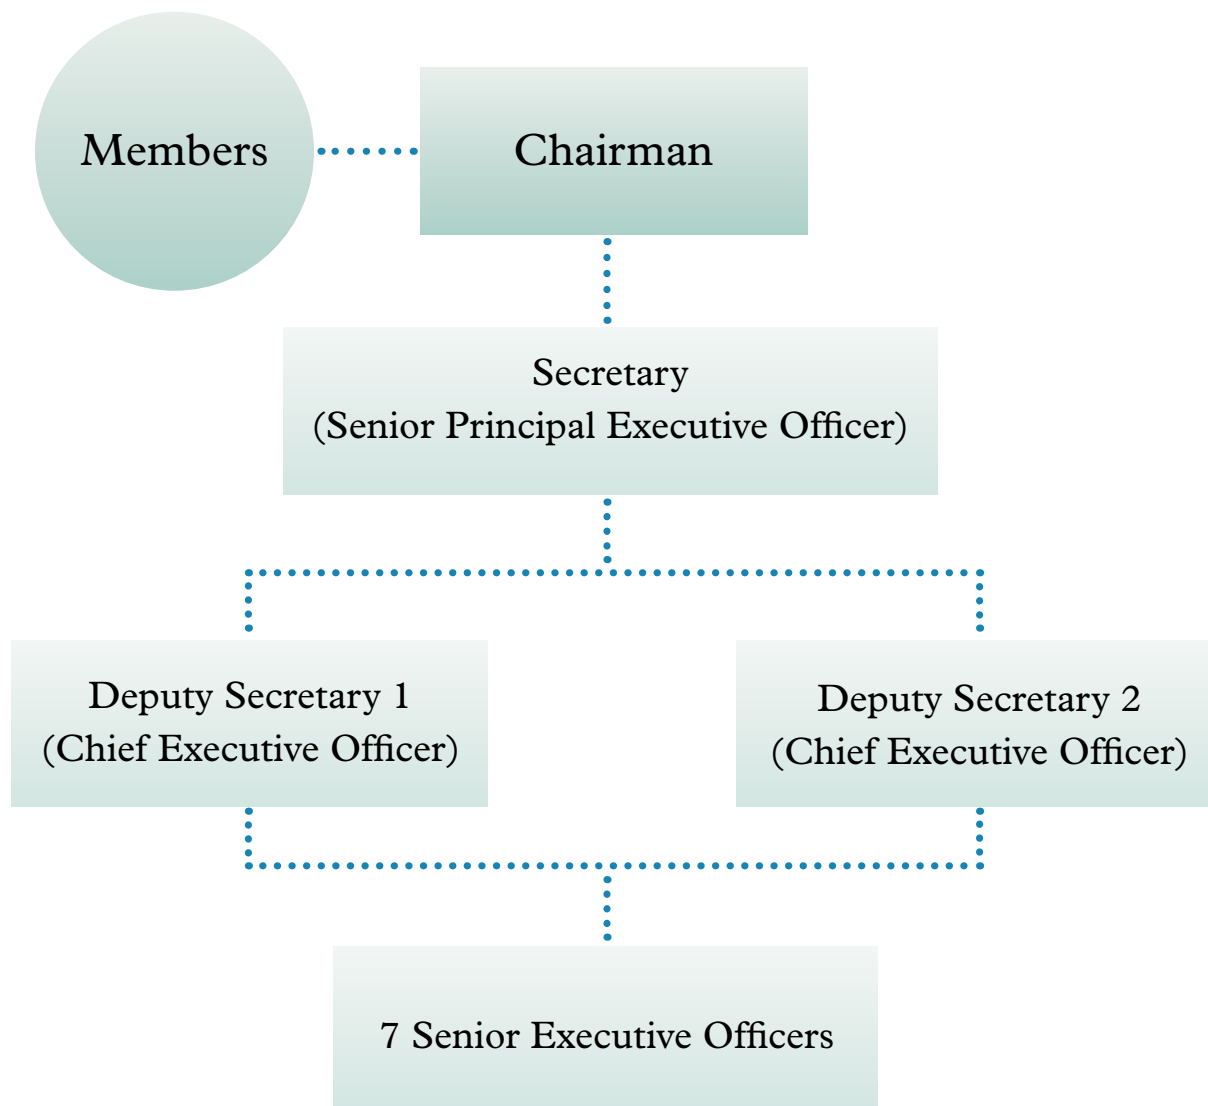 Members
Chairman
Secretary
(Senior Principal Executive Officer)
Deputy Secretary 1
(Chief Executive Officer)
Deputy Secretary 2
(Chief Executive Officer)
7 Senior Executive Officers